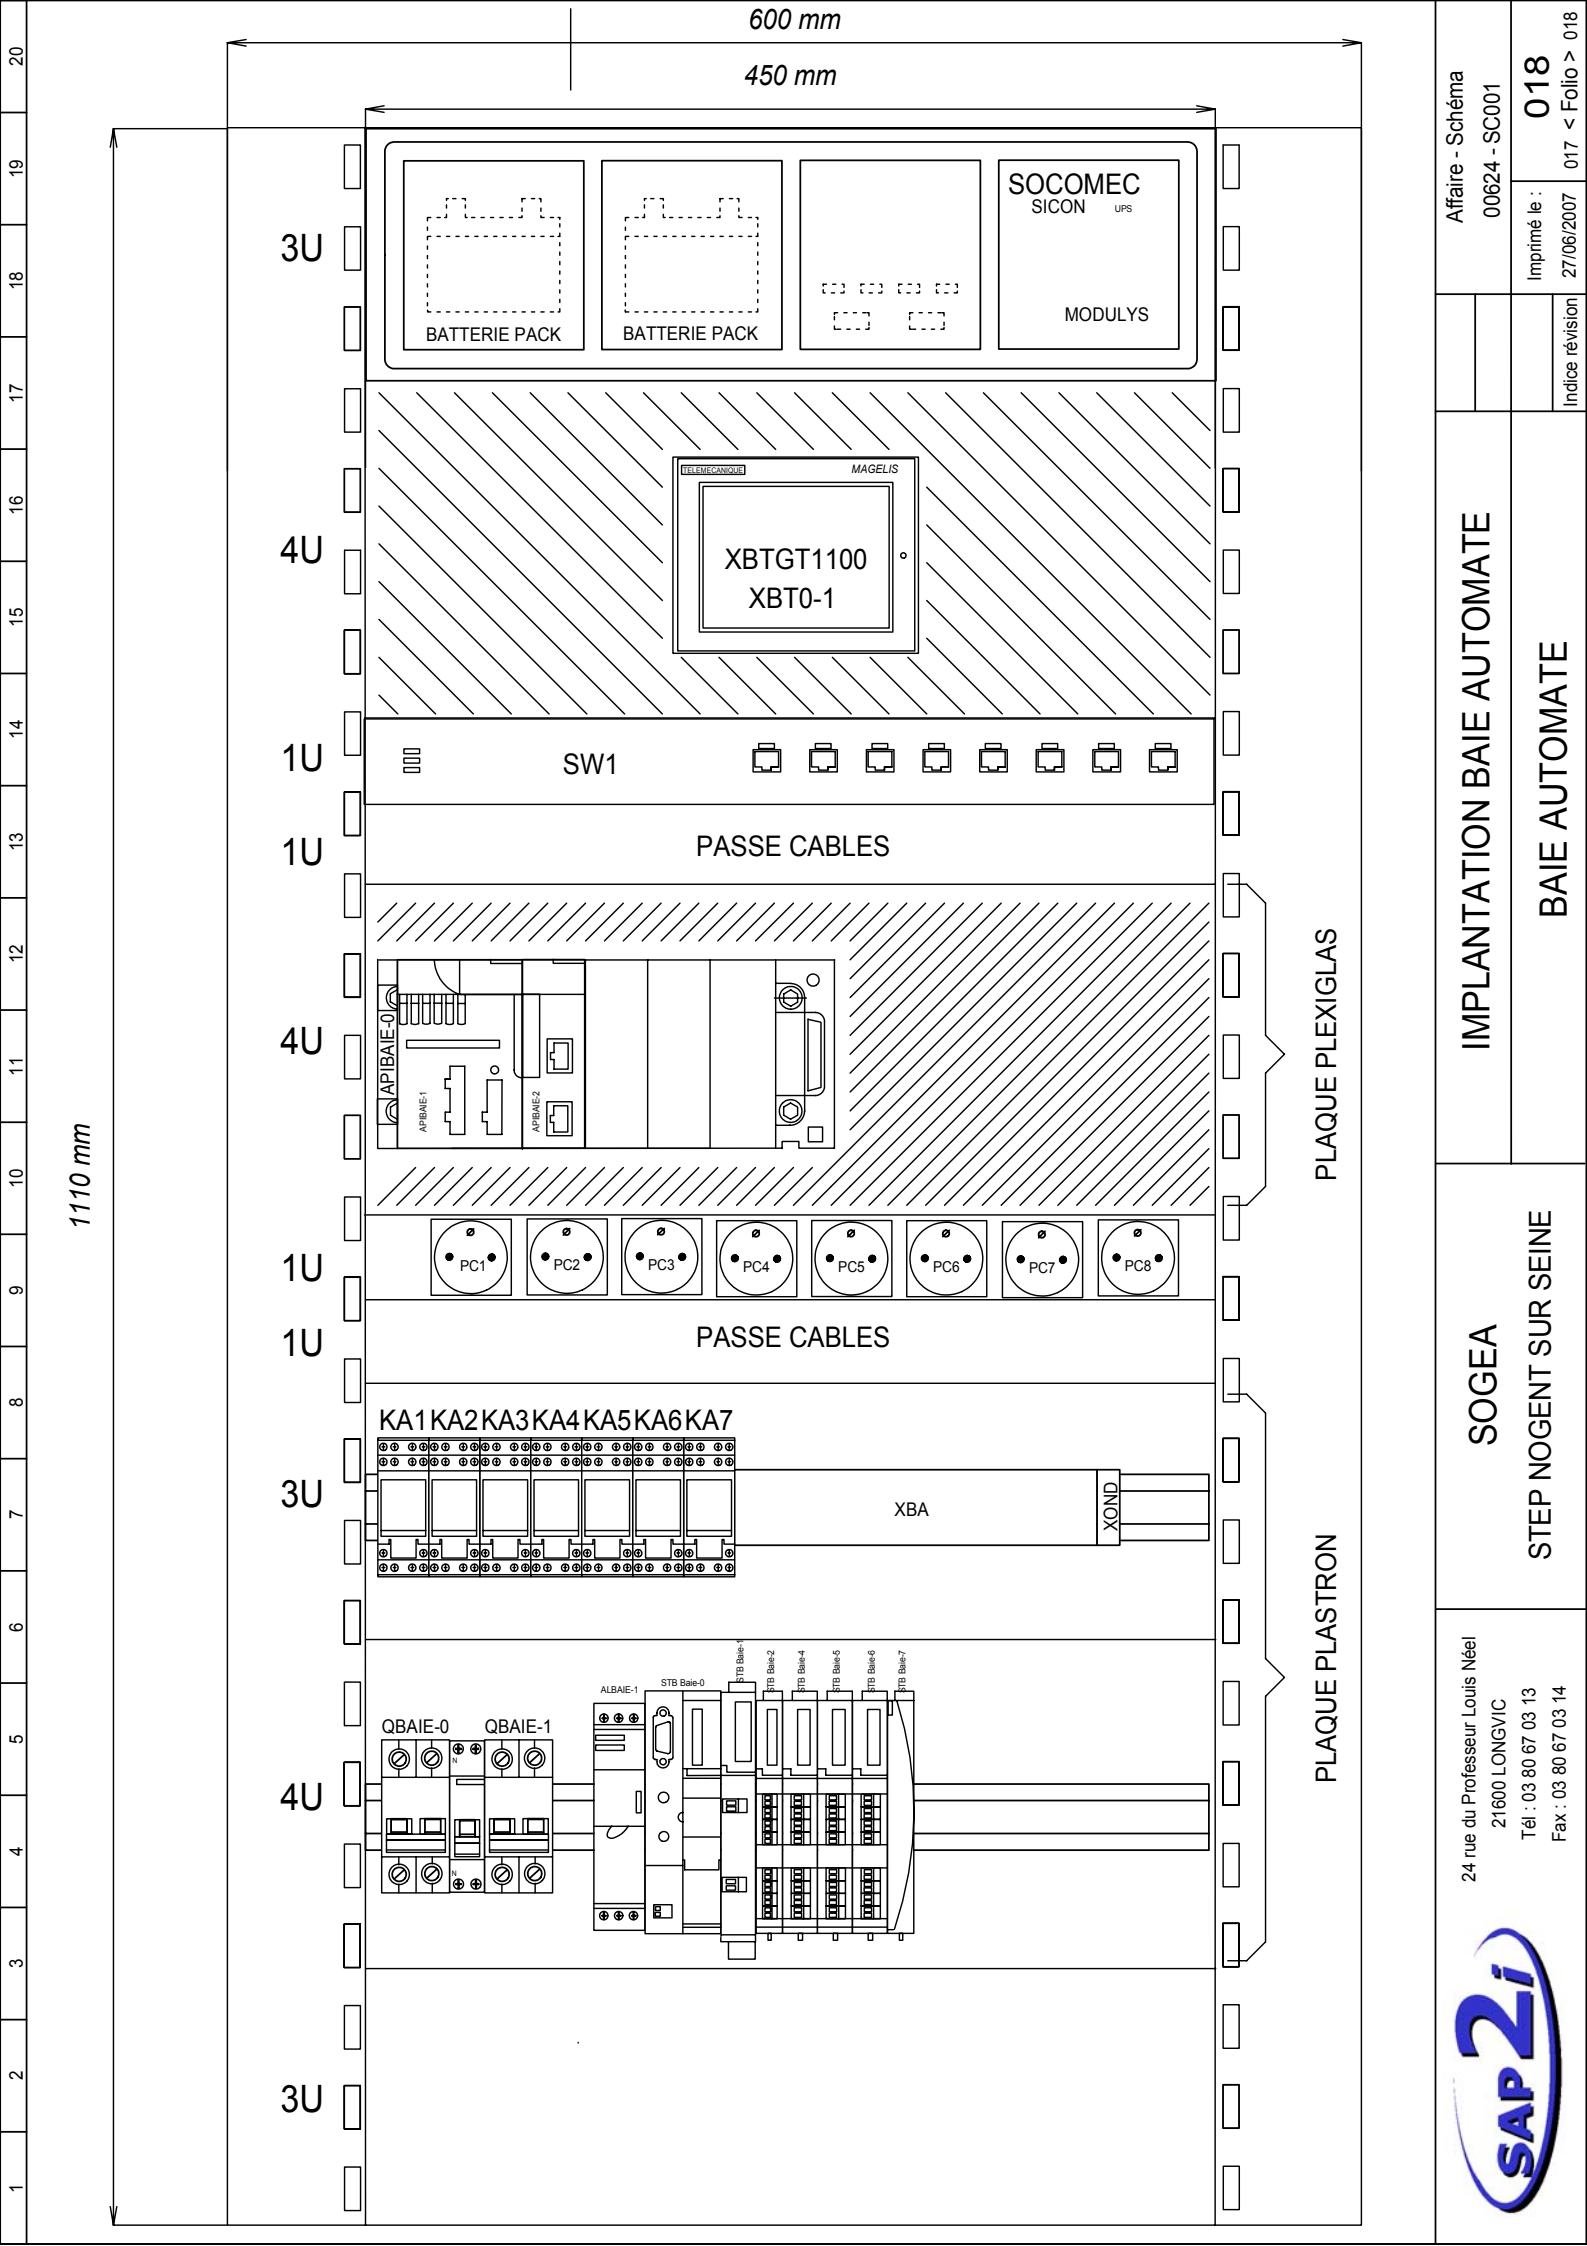 600 mm
450 mm
1110 mm
3U
BATTERIE PACK
BATTERIE PACK
SOCOMEC
SICON UPS
MODULYS
4U
TELEMECANIQUE
MAGELIS
XBTGT1100
XBT0-1
1U
SW1
1U
PASSE CABLES
4U
APIBAIE-0
APIBAIE-1
APIBAIE-2
PLAQUE PLEXIGLAS
1U
PC1
PC2
PC3
PC4
PC5
PC6
PC7
PC8
1U
PASSE CABLES
3U
KA1 KA2 KA3 KA4 KA5 KA6 KA7
XBA
XOND
PLAQUE PLASTRON
4U
QBAIE-0
QBAIE-1
N
N
ALBAIE-1
STB Baie-0
STB Baie-1
STB Baie-2
STB Baie-4
STB Baie-5
STB Baie-6
STB Baie-7
3U
1 2 3 4 5 6 7 8 9 10 11 12 13 14 15 16 17 18 19 20
SAP2i
24 rue du Professeur Louis Néel
21600 LONGVIC
Tél : 03 80 67 03 13
Fax : 03 80 67 03 14
SOGEA
STEP NOGENT SUR SEINE
IMPLANTATION BAIE AUTOMATE
BAIE AUTOMATE
Indice révision
Affaire - Schéma
00624 - SC001
Imprimé le :
27/06/2007
018
017 < Folio > 018